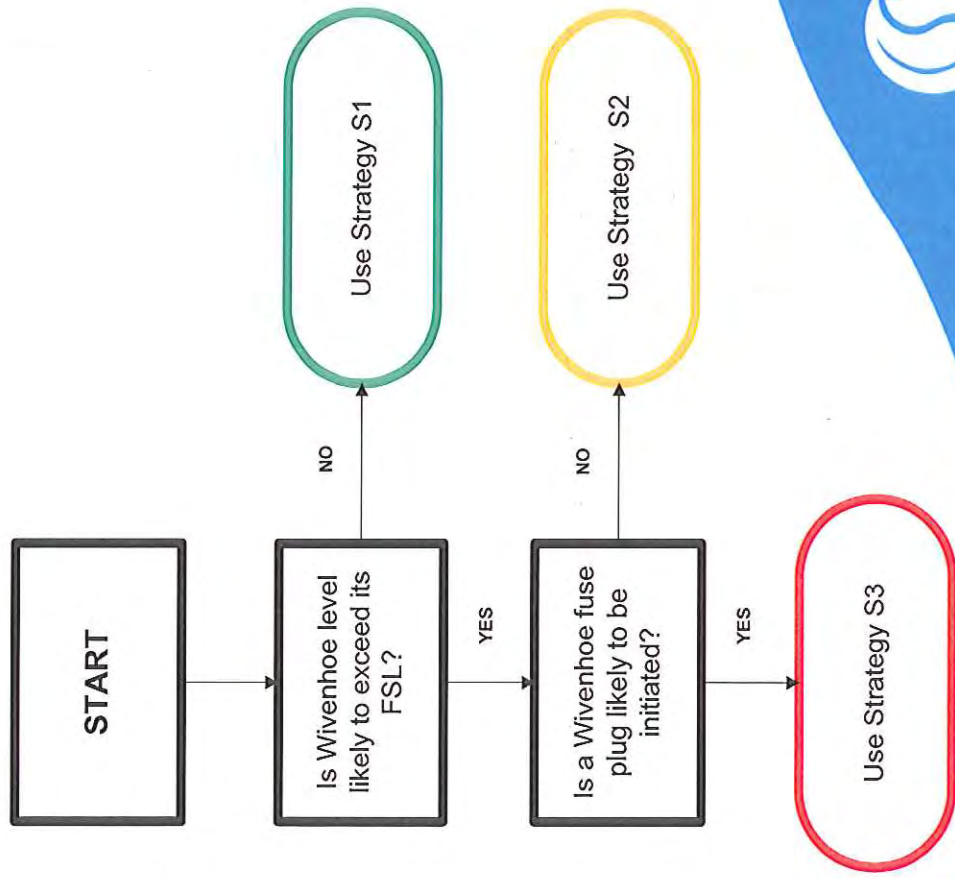 START
Is Wivenhoe level
likely to exceed its
FSL?
NO
Use Strategy S1
YES
Is a Wivenhoe fuse
plug likely to be
initiated?
NO
Use Strategy S2
YES
Use Strategy S3